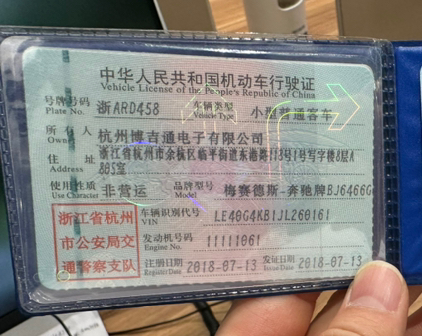 中华人民共和国机动车行驶证
Vehicle License of the People's Republic of China
号牌号码 浙ARD458 车辆类型 小型普通客车
Plate No. Vehicle Type
所有人 杭州博吉通电子有限公司
Owner
住址 浙江省杭州市余杭区临平街道东港路118号1号写字楼8层A
Address 805室
使用性质 非营运 品牌型号 梅赛德斯-奔驰牌BJ6466G
Use Character Model
浙江省杭州 车辆识别代号 LE40G4KB1JL260161
VIN
市公安局交 发动机号码 11111061
Engine No.
通警察支队 注册日期 2018-07-13 发证日期 2018-07-13
Register Date Issue Date